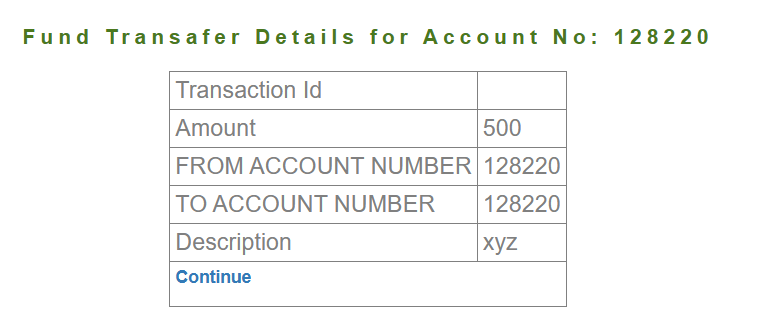 Fund Transafer Details for Account No: 128220
Transaction Id
Amount 500
FROM ACCOUNT NUMBER 128220
TO ACCOUNT NUMBER 128220
Description xyz
Continue